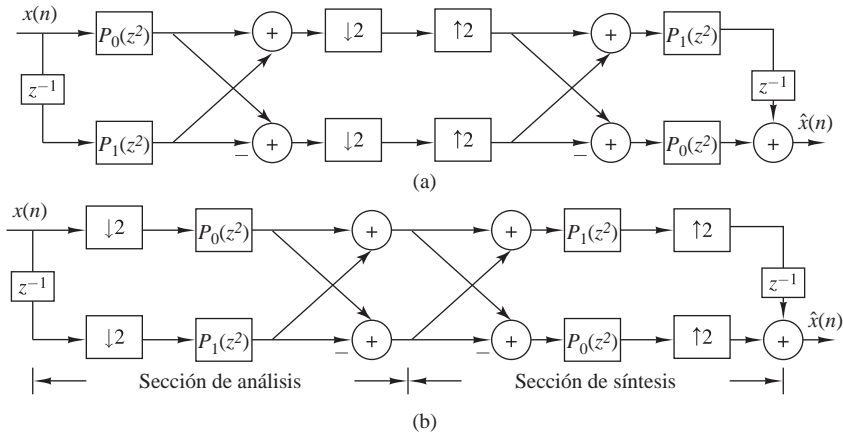 x(n)
P₀(z²) + ↓2 ↑2 + P₁(z²)
z⁻¹ z⁻¹
x̂(n)
P₁(z²) – + ↓2 ↑2 – + P₀(z²) +
(a)
x(n)
↓2 P₀(z²) + + P₁(z²) ↑2
z⁻¹ z⁻¹
x̂(n)
↓2 P₁(z²) – + – + P₀(z²) ↑2 +
Sección de análisis Sección de síntesis
(b)